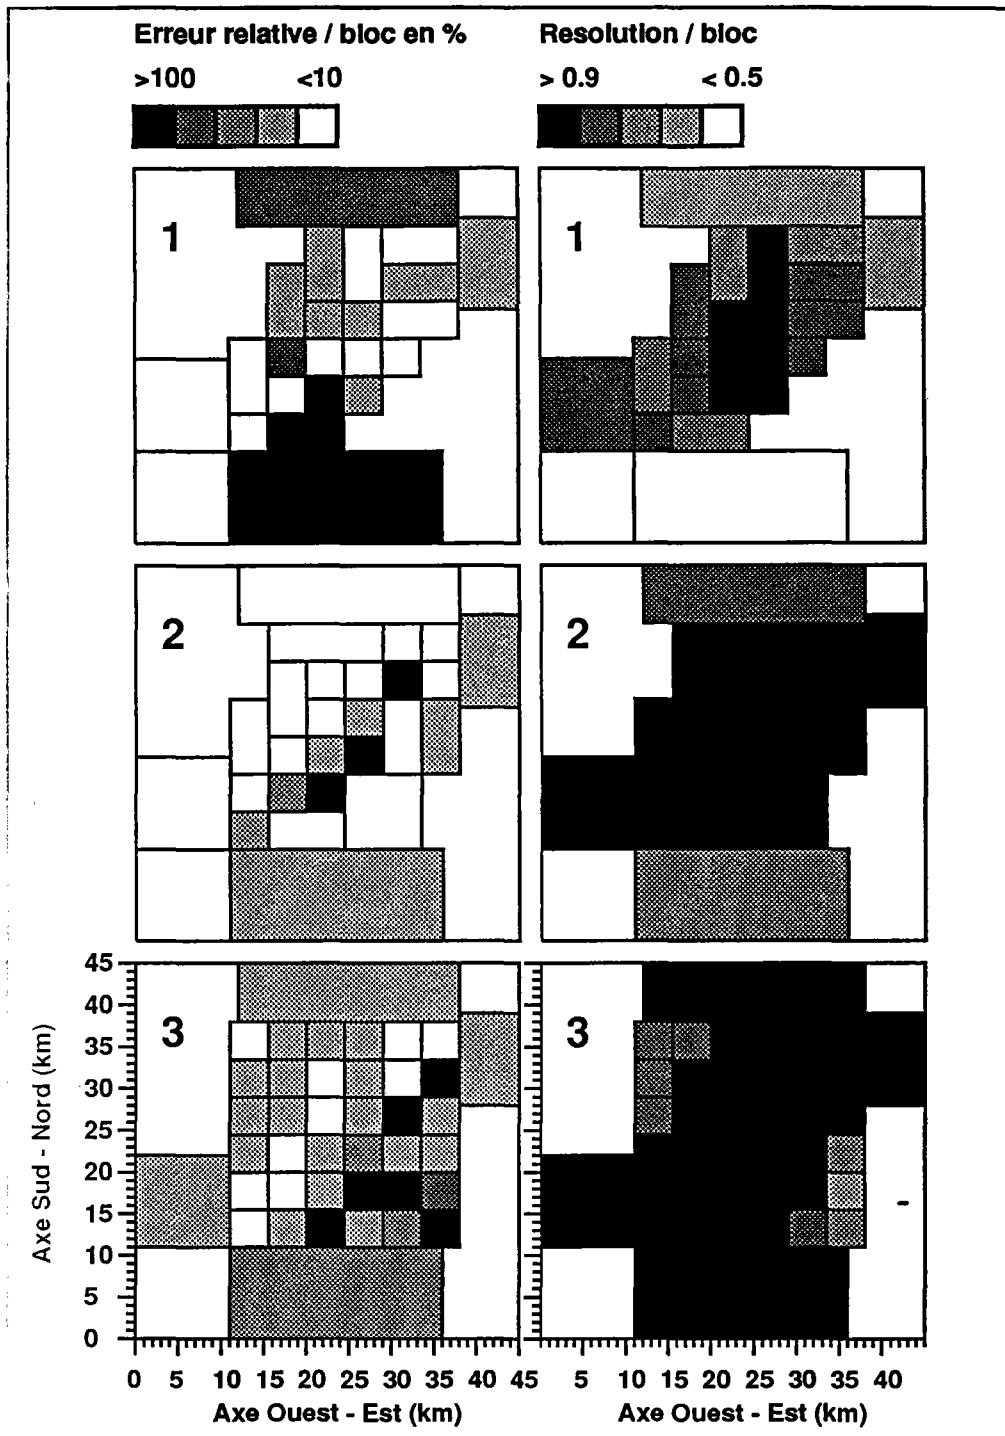 Erreur relative / bloc en %
Resolution / bloc
>100 <10
> 0.9 < 0.5
1 1
2 2
3 3
45
40
35
30
25
20
15
10
5
0
Axe Sud - Nord (km)
0 5 10 15 20 25 30 35 40 45 5 10 15 20 25 30 35 40
Axe Ouest - Est (km) Axe Ouest - Est (km)